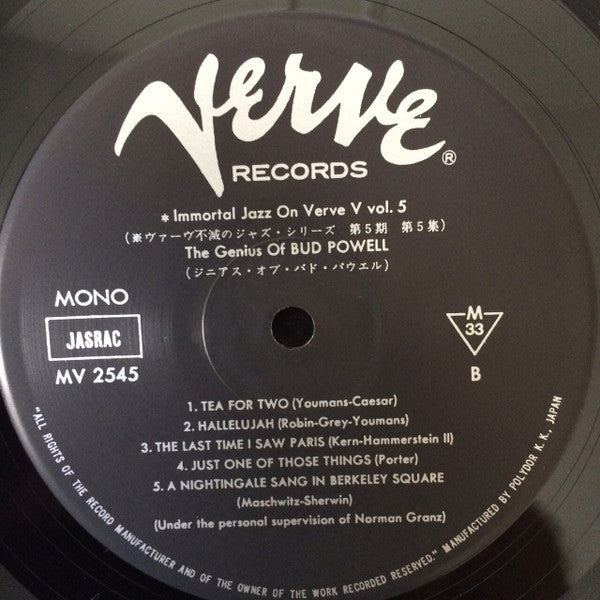 Verve®
RECORDS
*Immortal Jazz On Verve V vol. 5
(※ヴァーヴ不滅のジャズ・シリーズ 第5期 第5集)
The Genius Of BUD POWELL
(ジニアス・オブ・バド・パウエル)
MONO
JASRAC
MV 2545
M
33
B
1. TEA FOR TWO (Youmans-Caesar)
2. HALLELUJAH (Robin-Grey-Youmans)
3. THE LAST TIME I SAW PARIS (Kern-Hammerstein II)
4. JUST ONE OF THOSE THINGS (Porter)
5. A NIGHTINGALE SANG IN BERKELEY SQUARE
(Maschwitz-Sherwin)
(Under the personal supervision of Norman Granz)
"ALL RIGHTS OF THE RECORD MANUFACTURER AND OF THE OWNER OF THE WORK RECORDED RESERVED." MANUFACTURED BY POLYDOR K. K., JAPAN